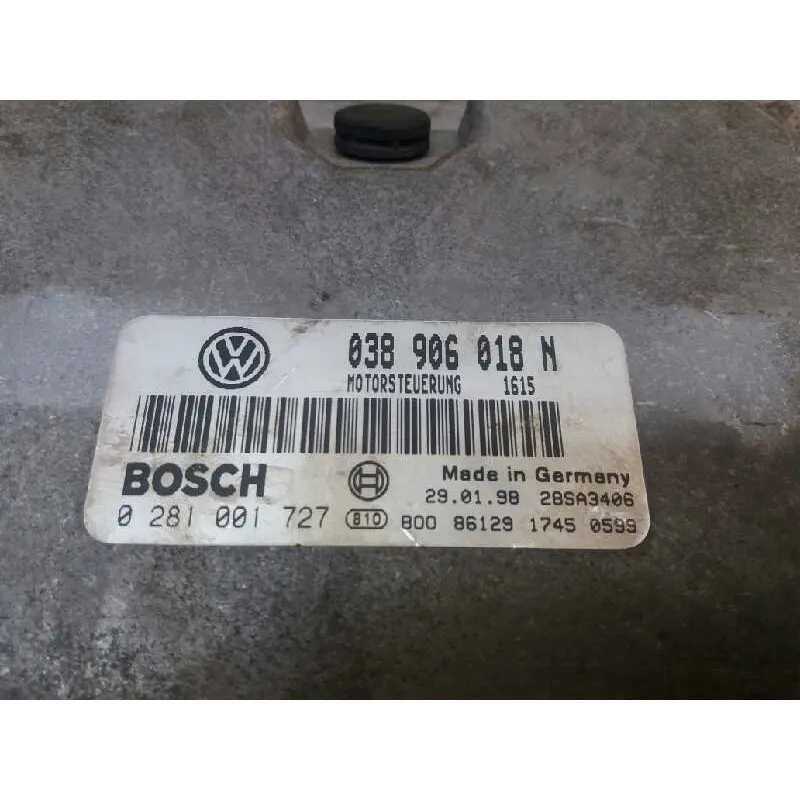 038 906 018 N
MOTORSTEUERUNG 1615
BOSCH
Made in Germany
29.01.98 28SA3406
0 281 001 727 810 800 86129 1745 0599